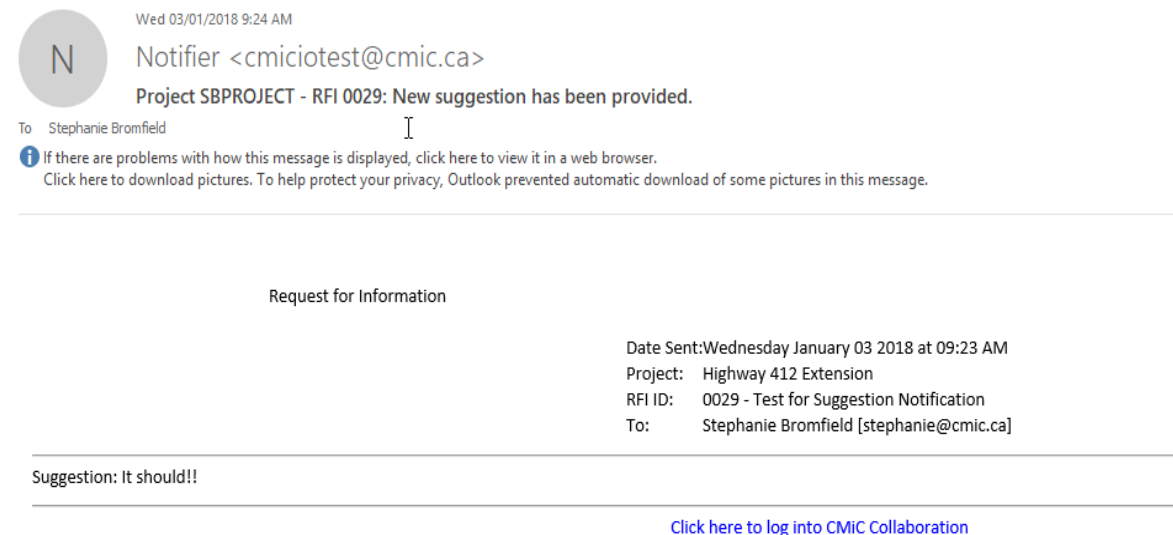 Wed 03/01/2018 9:24 AM
N
Notifier <cmiciotest@cmic.ca>
Project SBPROJECT - RFI 0029: New suggestion has been provided.
To Stephanie Bromfield
If there are problems with how this message is displayed, click here to view it in a web browser.
Click here to download pictures. To help protect your privacy, Outlook prevented automatic download of some pictures in this message.
Request for Information
Date Sent:Wednesday January 03 2018 at 09:23 AM
Project: Highway 412 Extension
RFI ID: 0029 - Test for Suggestion Notification
To: Stephanie Bromfield [stephanie@cmic.ca]
Suggestion: It should!!
Click here to log into CMiC Collaboration